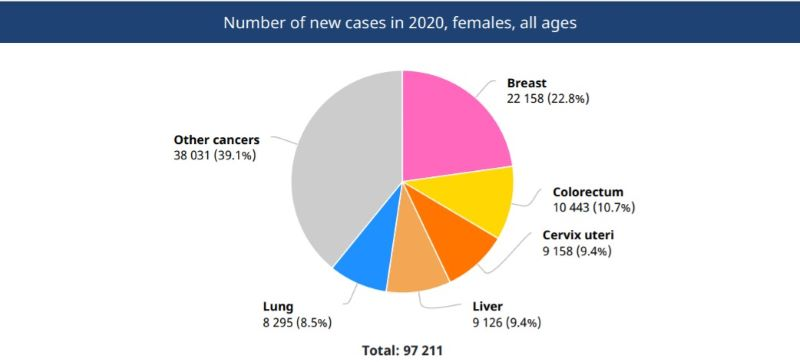 Number of new cases in 2020, females, all ages
Breast
22 158 (22.8%)
Other cancers
38 031 (39.1%)
Colorectum
10 443 (10.7%)
Cervix uteri
9 158 (9.4%)
Lung
8 295 (8.5%)
Liver
9 126 (9.4%)
Total: 97 211